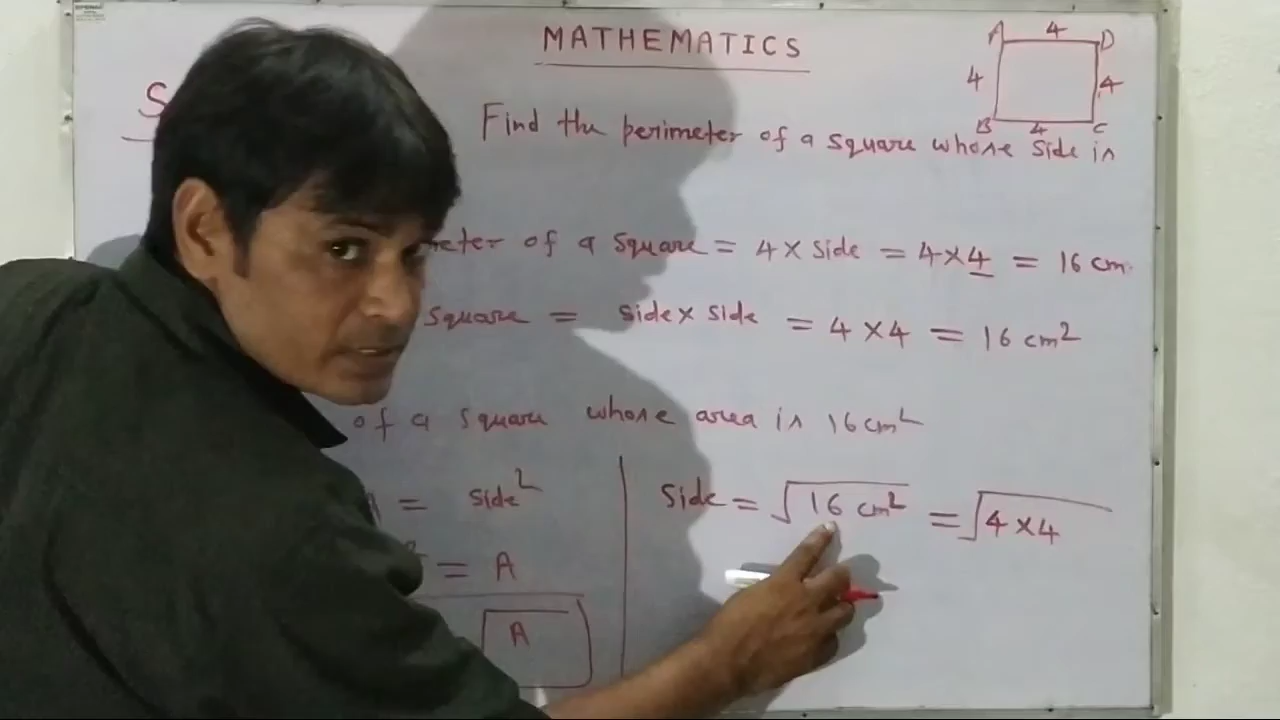 MATHEMATICS
A 4 D
4 4
B 4 C
S
Find the perimeter of a square whose side is
of a square = 4 × side = 4×4 = 16 cm.
square = side × side = 4 × 4 = 16 cm²
of a square whose area is 16 cm²
= side²
Side = √16 cm² = √4 × 4
² = A
A